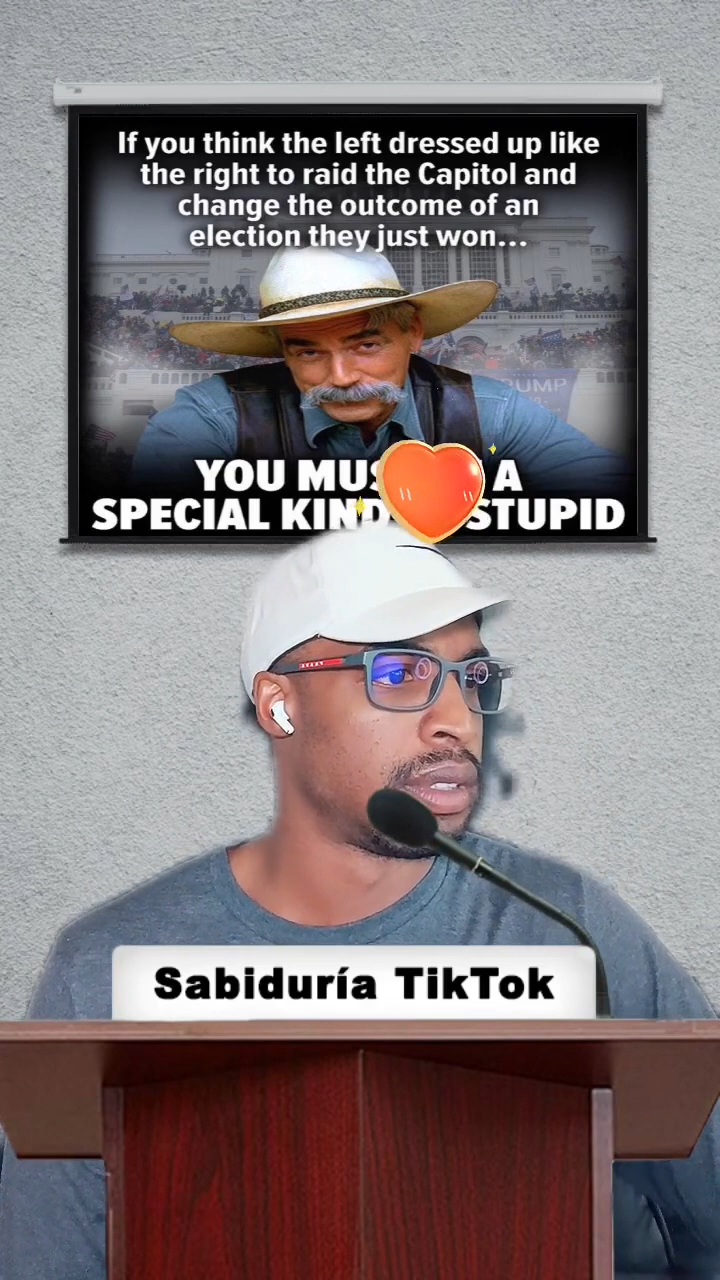 If you think the left dressed up like
the right to raid the Capitol and
change the outcome of an
election they just won...
TRUMP
YOU A
SPECIAL STUPID
Sabiduría TikTok